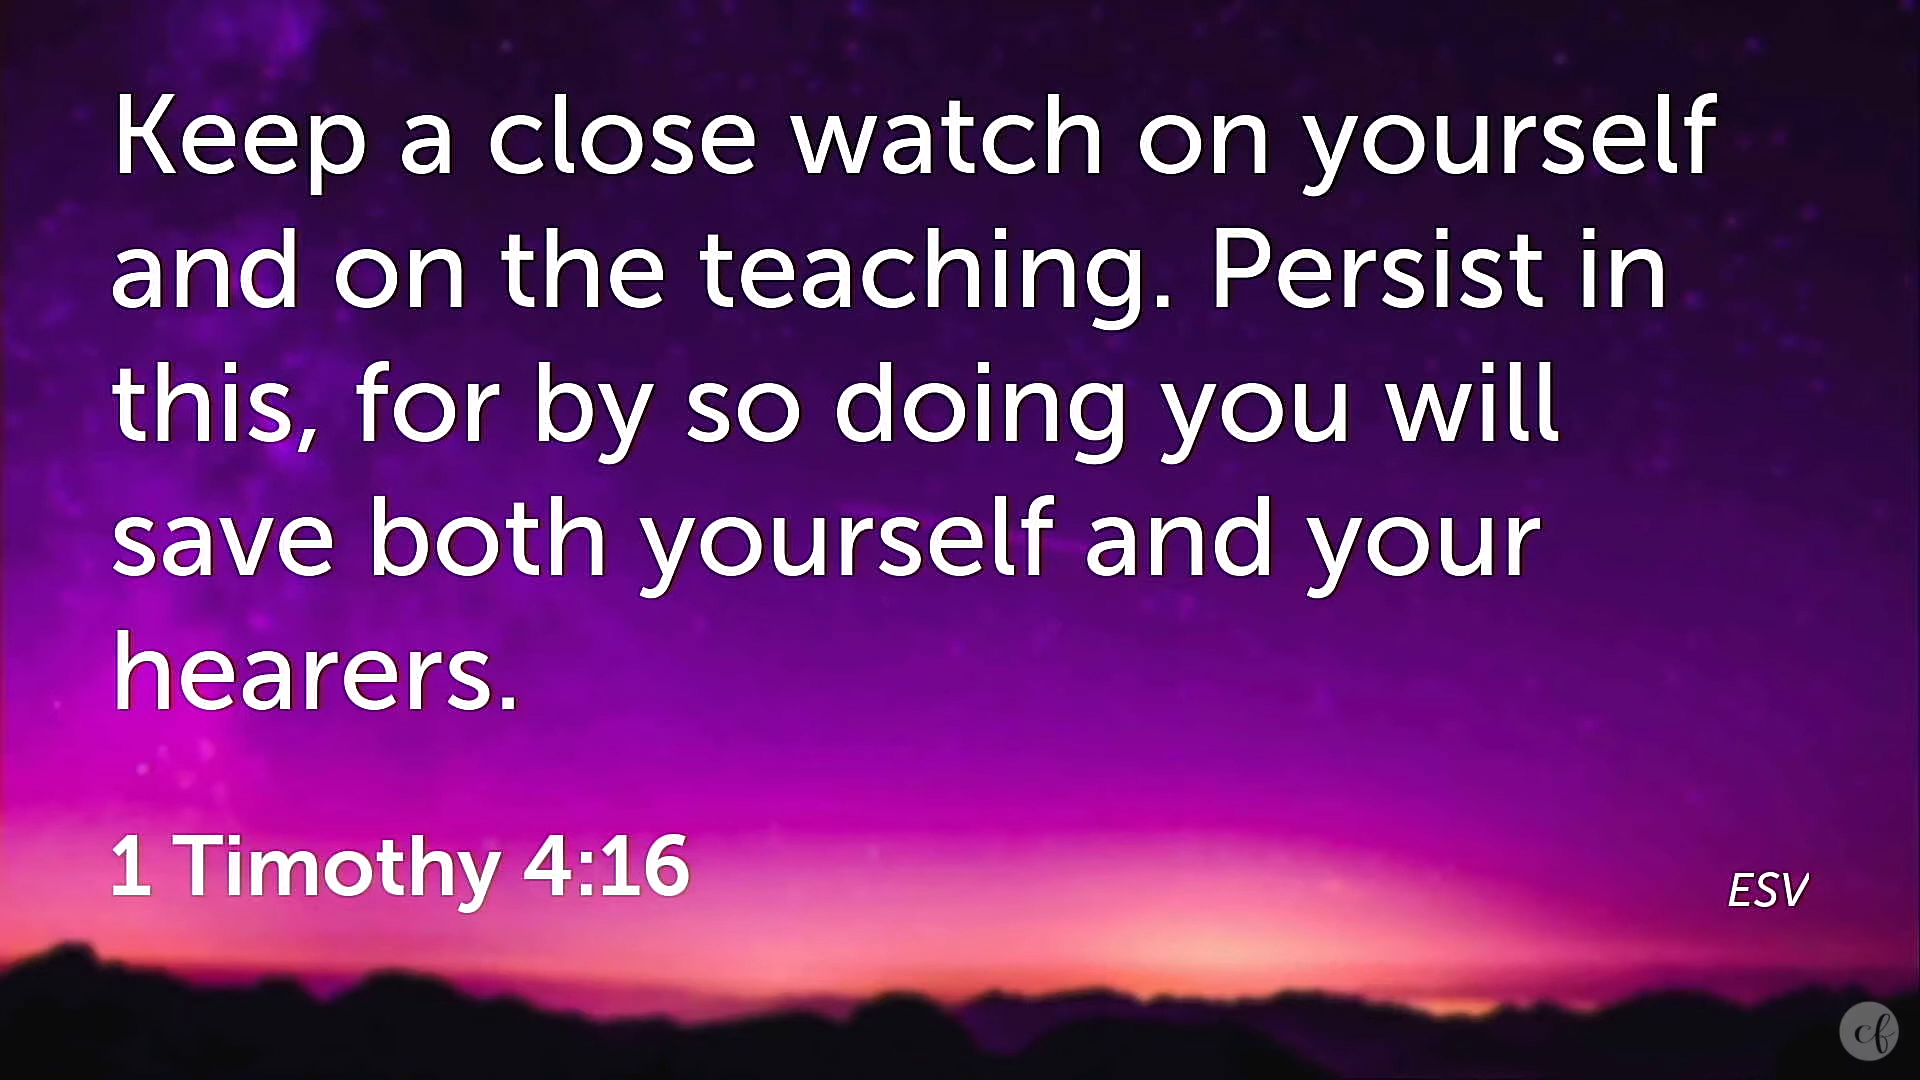 Keep a close watch on yourself
and on the teaching. Persist in
this, for by so doing you will
save both yourself and your
hearers.
1 Timothy 4:16
ESV
cf